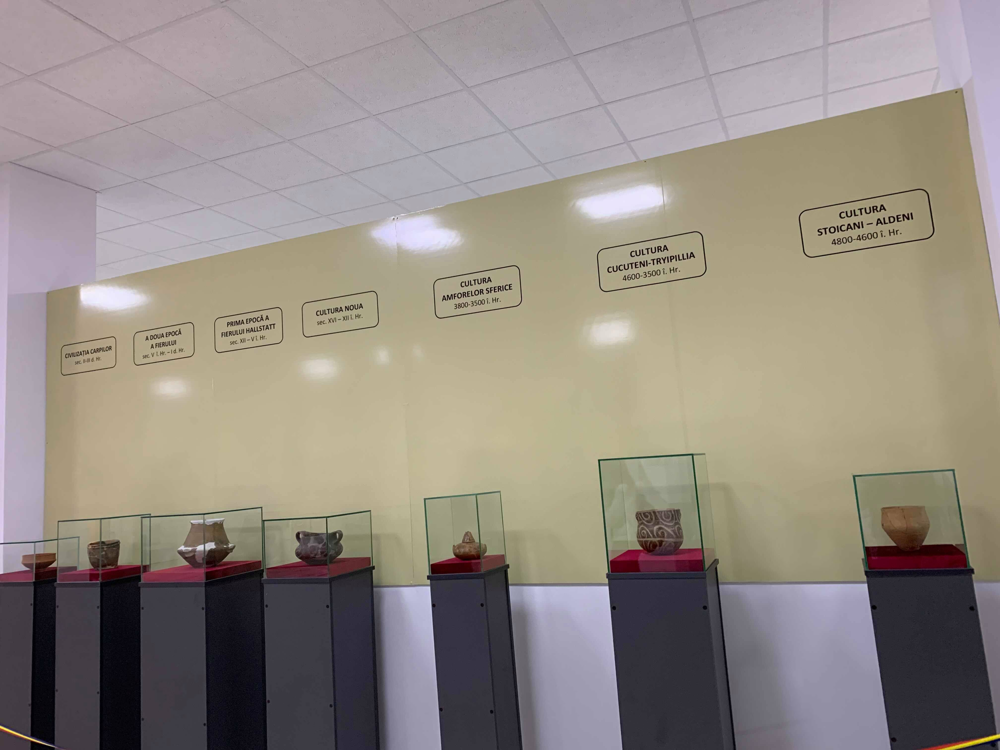 CIVILIZAȚIA CARPILOR
sec. II-III d. Hr.
A DOUA EPOCĂ
A FIERULUI
sec. V î. Hr. – I d. Hr.
PRIMA EPOCĂ A
FIERULUI HALLSTATT
sec. XII – V î. Hr.
CULTURA NOUA
sec. XVI – XII î. Hr.
CULTURA
AMFORELOR SFERICE
3800-3500 î. Hr.
CULTURA
CUCUTENI-TRYIPILLIA
4600-3500 î. Hr.
CULTURA
STOICANI – ALDENI
4800-4600 î. Hr.